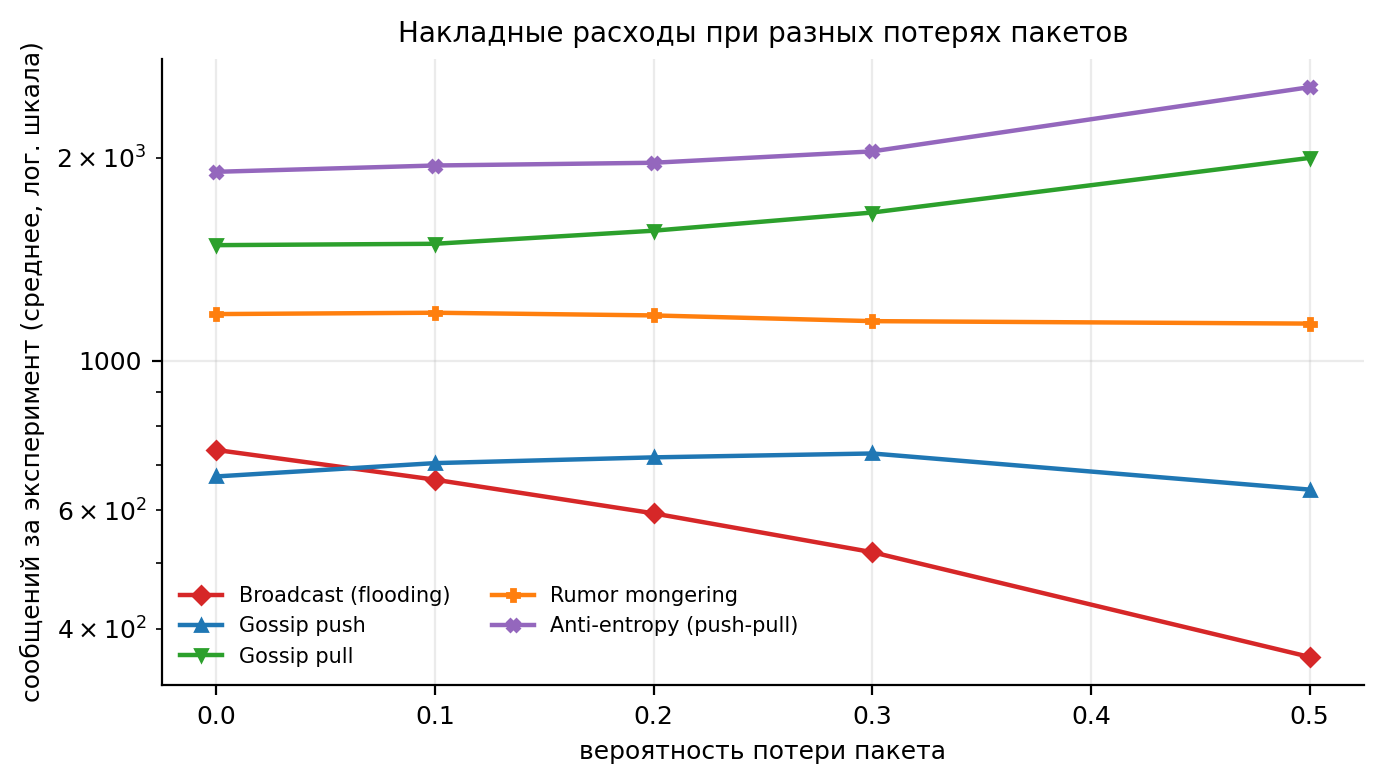 Накладные расходы при разных потерях пакетов
сообщений за эксперимент (среднее, лог. шкала)
2 × 10³
1000
6 × 10²
4 × 10²
Broadcast (flooding)
Gossip push
Gossip pull
Rumor mongering
Anti-entropy (push-pull)
0.0 0.1 0.2 0.3 0.4 0.5
вероятность потери пакета